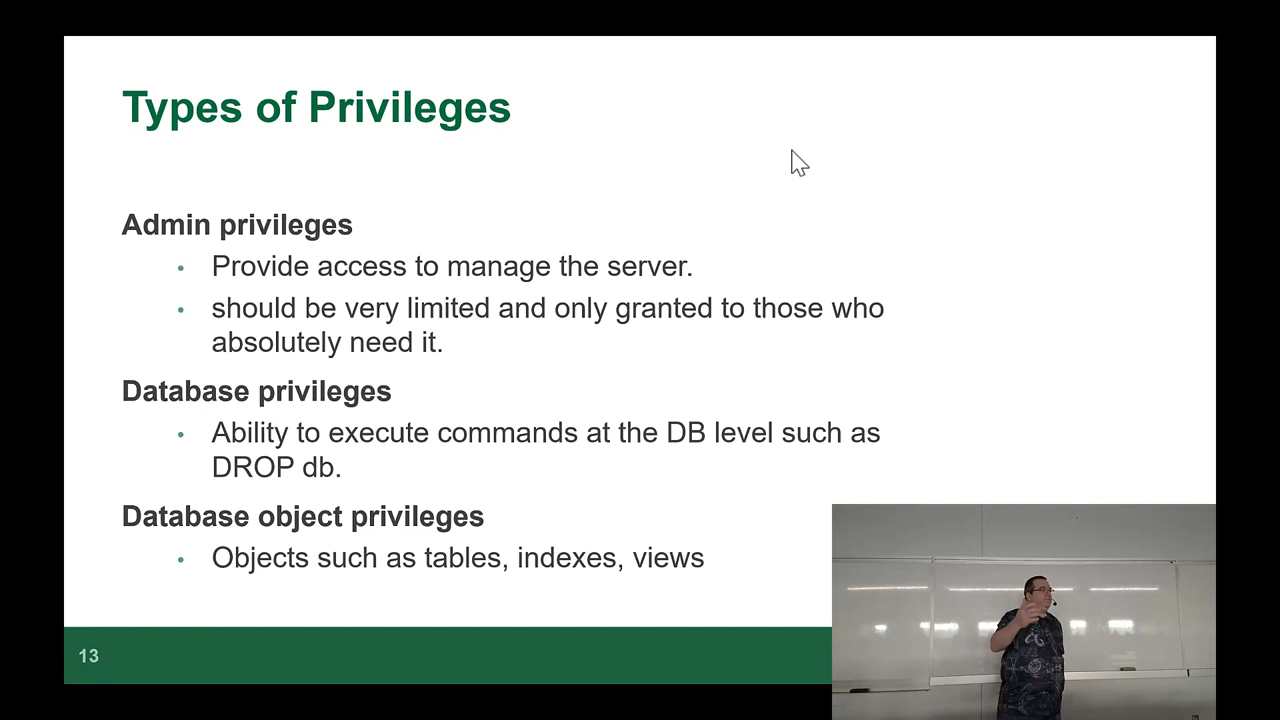 Types of Privileges
Admin privileges
• Provide access to manage the server.
• should be very limited and only granted to those who
absolutely need it.
Database privileges
• Ability to execute commands at the DB level such as
DROP db.
Database object privileges
• Objects such as tables, indexes, views
13